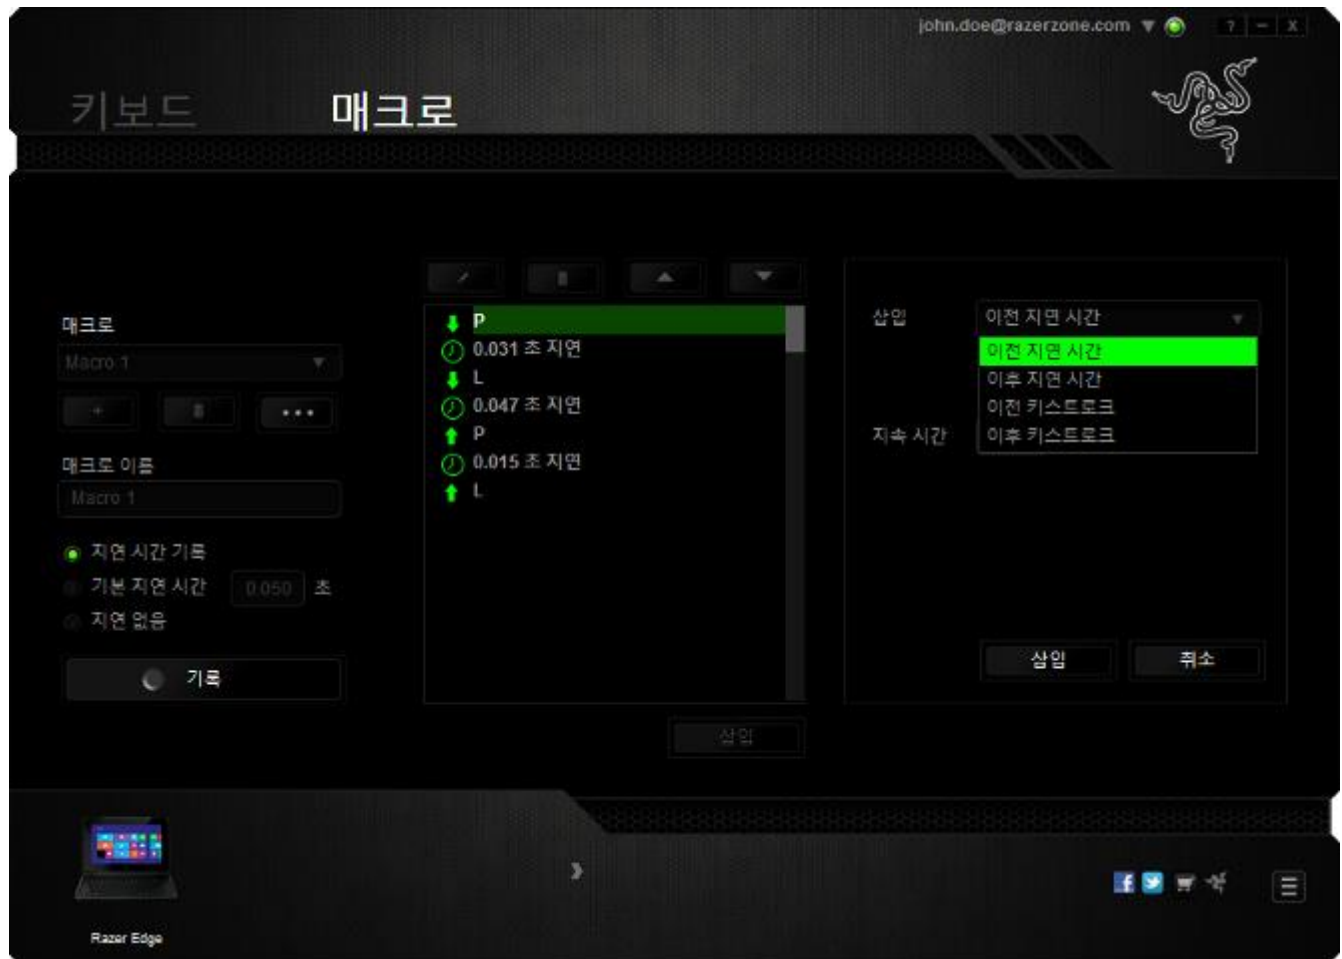 john.doe@razerzone.com ▼ ? – X
키보드 매크로
매크로
Macro 1
매크로 이름
Macro 1
지연 시간 기록
기본 지연 시간 0.050 초
지연 없음
기록
P
0.031 초 지연
L
0.047 초 지연
P
0.015 초 지연
L
삽입
삽입 이전 지연 시간
이전 지연 시간
이후 지연 시간
이전 키스트로크
이후 키스트로크
지속 시간
삽입 취소
Razer Edge